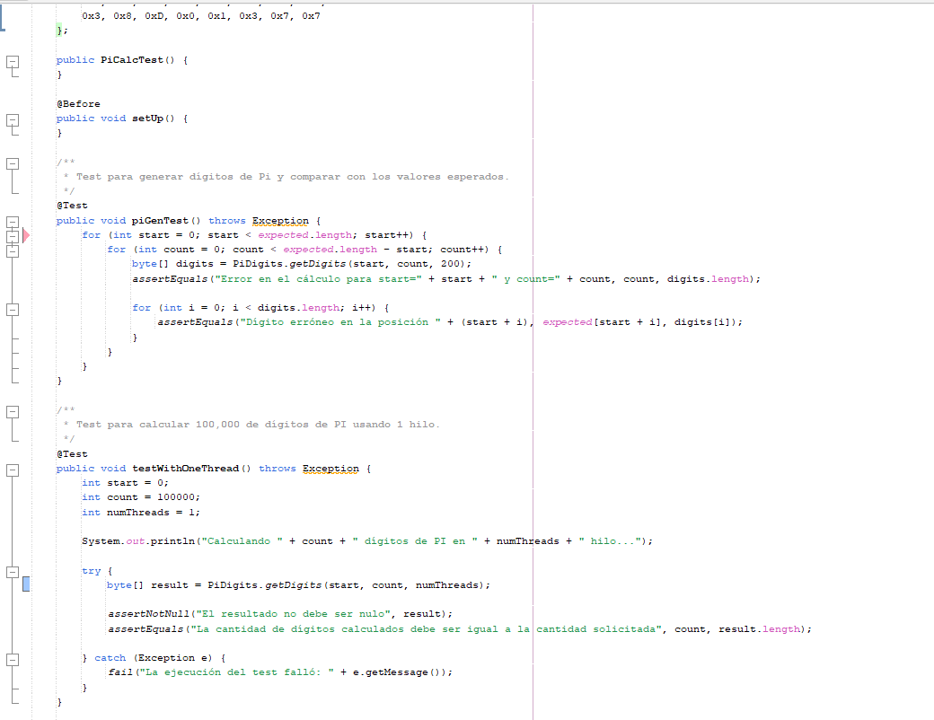 0x3, 0x8, 0xD, 0x0, 0x1, 0x3, 0x7, 0x7
};
public PiCalcTest() {
}
@Before
public void setUp() {
}
/**
* Test para generar digitos de Pi y comparar con los valores esperados.
*/
@Test
public void piGenTest() throws Exception {
for (int start = 0; start < expected.length; start++) {
for (int count = 0; count < expected.length - start; count++) {
byte[] digits = PiDigits.getDigits(start, count, 200);
assertEquals("Error en el cálculo para start=" + start + " y count=" + count, count, digits.length);
for (int i = 0; i < digits.length; i++) {
assertEquals("Dígito erróneo en la posición " + (start + i), expected[start + i], digits[i]);
}
}
}
}
/**
* Test para calcular 100,000 de digitos de PI usando 1 hilo.
*/
@Test
public void testWithOneThread() throws Exception {
int start = 0;
int count = 100000;
int numThreads = 1;
System.out.println("Calculando " + count + " digitos de PI en " + numThreads + " hilo...");
try {
byte[] result = PiDigits.getDigits(start, count, numThreads);
assertNotNull("El resultado no debe ser nulo", result);
assertEquals("La cantidad de dígitos calculados debe ser igual a la cantidad solicitada", count, result.length);
} catch (Exception e) {
fail("La ejecución del test falló: " + e.getMessage());
}
}